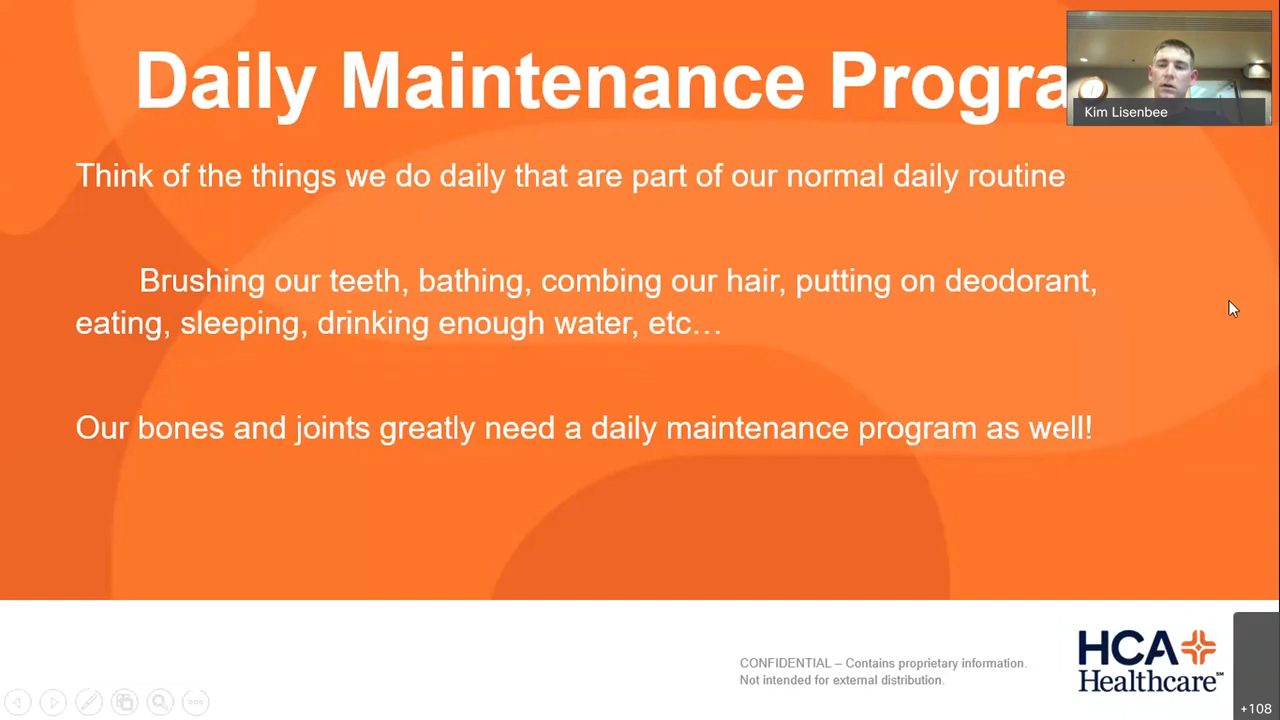 Daily Maintenance Progra
Kim Lisenbee
Think of the things we do daily that are part of our normal daily routine
Brushing our teeth, bathing, combing our hair, putting on deodorant,
eating, sleeping, drinking enough water, etc…
Our bones and joints greatly need a daily maintenance program as well!
CONFIDENTIAL – Contains proprietary information.
Not intended for external distribution.
HCA
Healthcare℠
+108